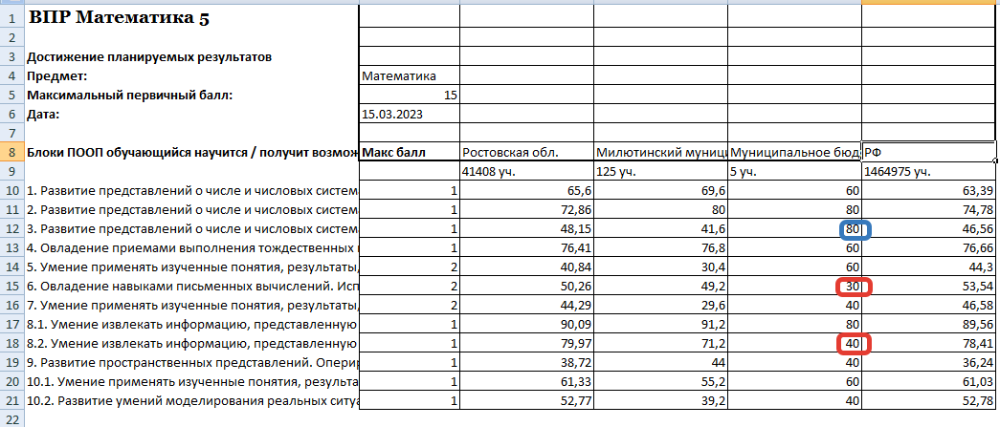 1 ВПР Математика 5
2
3 Достижение планируемых результатов
4 Предмет: Математика
5 Максимальный первичный балл: 15
6 Дата: 15.03.2023
7
8 Блоки ПООП обучающийся научится / получит возмож Макс балл Ростовская обл. Милютинский муници Муниципальное бюд РФ
9 41408 уч. 125 уч. 5 уч. 1464975 уч.
10 1. Развитие представлений о числе и числовых система 1 65,6 69,6 60 63,39
11 2. Развитие представлений о числе и числовых система 1 72,86 80 80 74,78
12 3. Развитие представлений о числе и числовых система 1 48,15 41,6 80 46,56
13 4. Овладение приемами выполнения тождественных 1 76,41 76,8 60 76,66
14 5. Умение применять изученные понятия, результаты, 2 40,84 30,4 60 44,3
15 6. Овладение навыками письменных вычислений. Исп 2 50,26 49,2 30 53,54
16 7. Умение применять изученные понятия, результаты, 2 44,29 29,6 40 46,58
17 8.1. Умение извлекать информацию, представленную 1 90,09 91,2 80 89,56
18 8.2. Умение извлекать информацию, представленную 1 79,97 71,2 40 78,41
19 9. Развитие пространственных представлений. Опери 1 38,72 44 40 36,24
20 10.1. Умение применять изученные понятия, результа 1 61,33 55,2 60 61,03
21 10.2. Развитие умений моделирования реальных ситуа 1 52,77 39,2 40 52,78
22